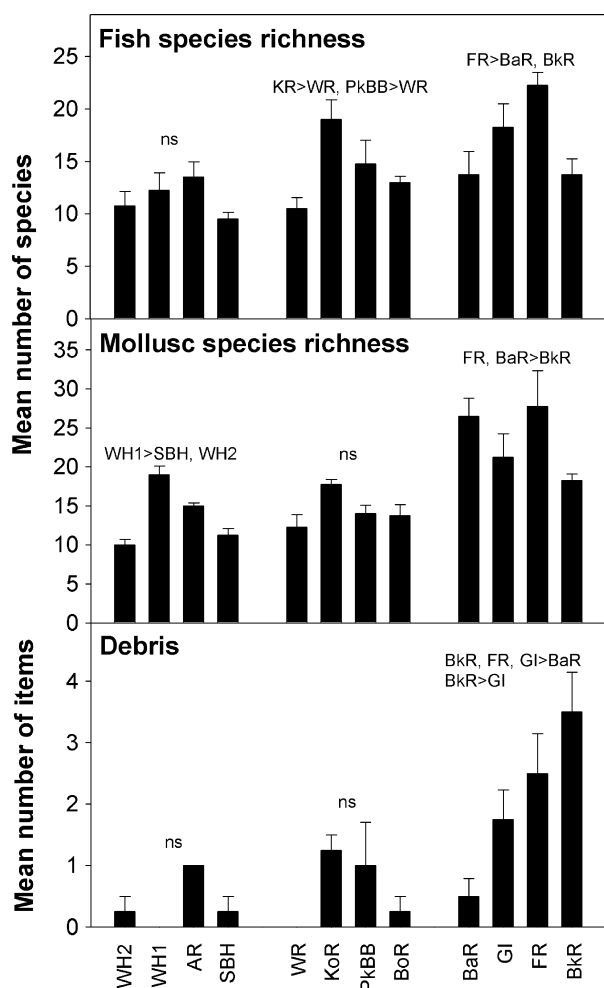 Fish species richness
FR>BaR, BkR
KR>WR, PkBB>WR
ns
25
20
15
10
5
0
Mean number of species
Mollusc species richness
FR, BaR>BkR
WH1>SBH, WH2
ns
35
30
25
20
15
10
5
0
Debris
BkR, FR, GI>BaR
BkR>GI
ns
ns
4
3
2
1
0
Mean number of items
WH2
WH1
AR
SBH
WR
KoR
PkBB
BoR
BaR
GI
FR
BkR